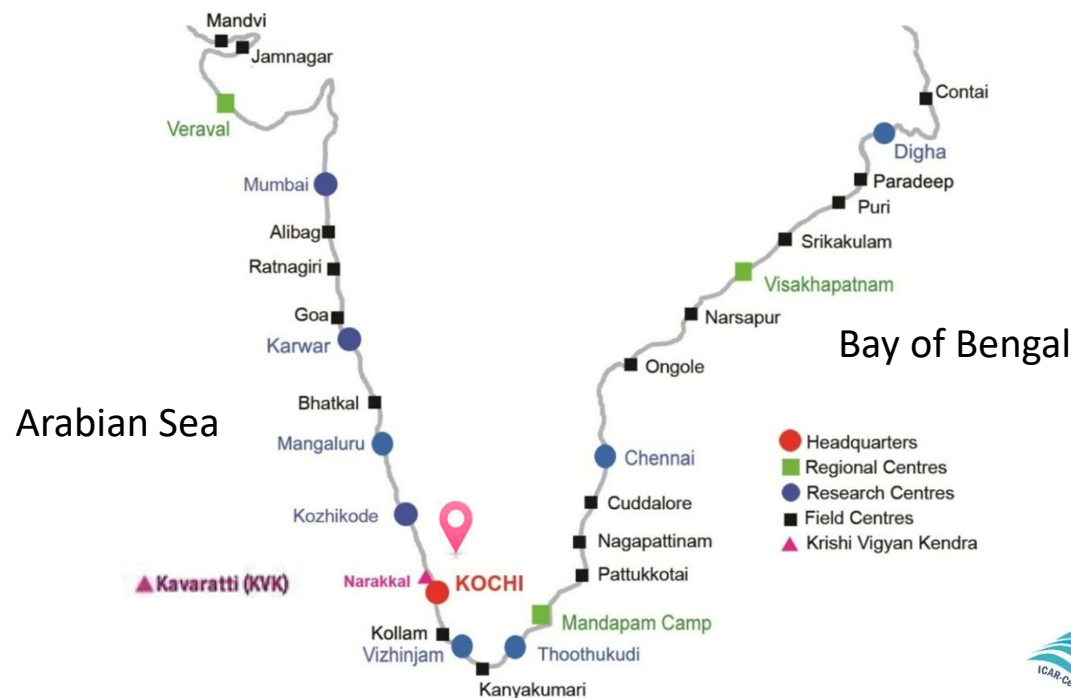 Mandvi
Jamnagar
Veraval
Mumbai
Alibag
Ratnagiri
Goa
Karwar
Bhatkal
Arabian Sea
Mangaluru
Kozhikode
Narakkal
KOCHI
Kavaratti (KVK)
Kollam
Vizhinjam
Kanyakumari
Thoothukudi
Mandapam Camp
Pattukkotai
Nagapattinam
Cuddalore
Chennai
Ongole
Narsapur
Visakhapatnam
Srikakulam
Puri
Paradeep
Digha
Contai
Bay of Bengal
Headquarters
Regional Centres
Research Centres
Field Centres
Krishi Vigyan Kendra